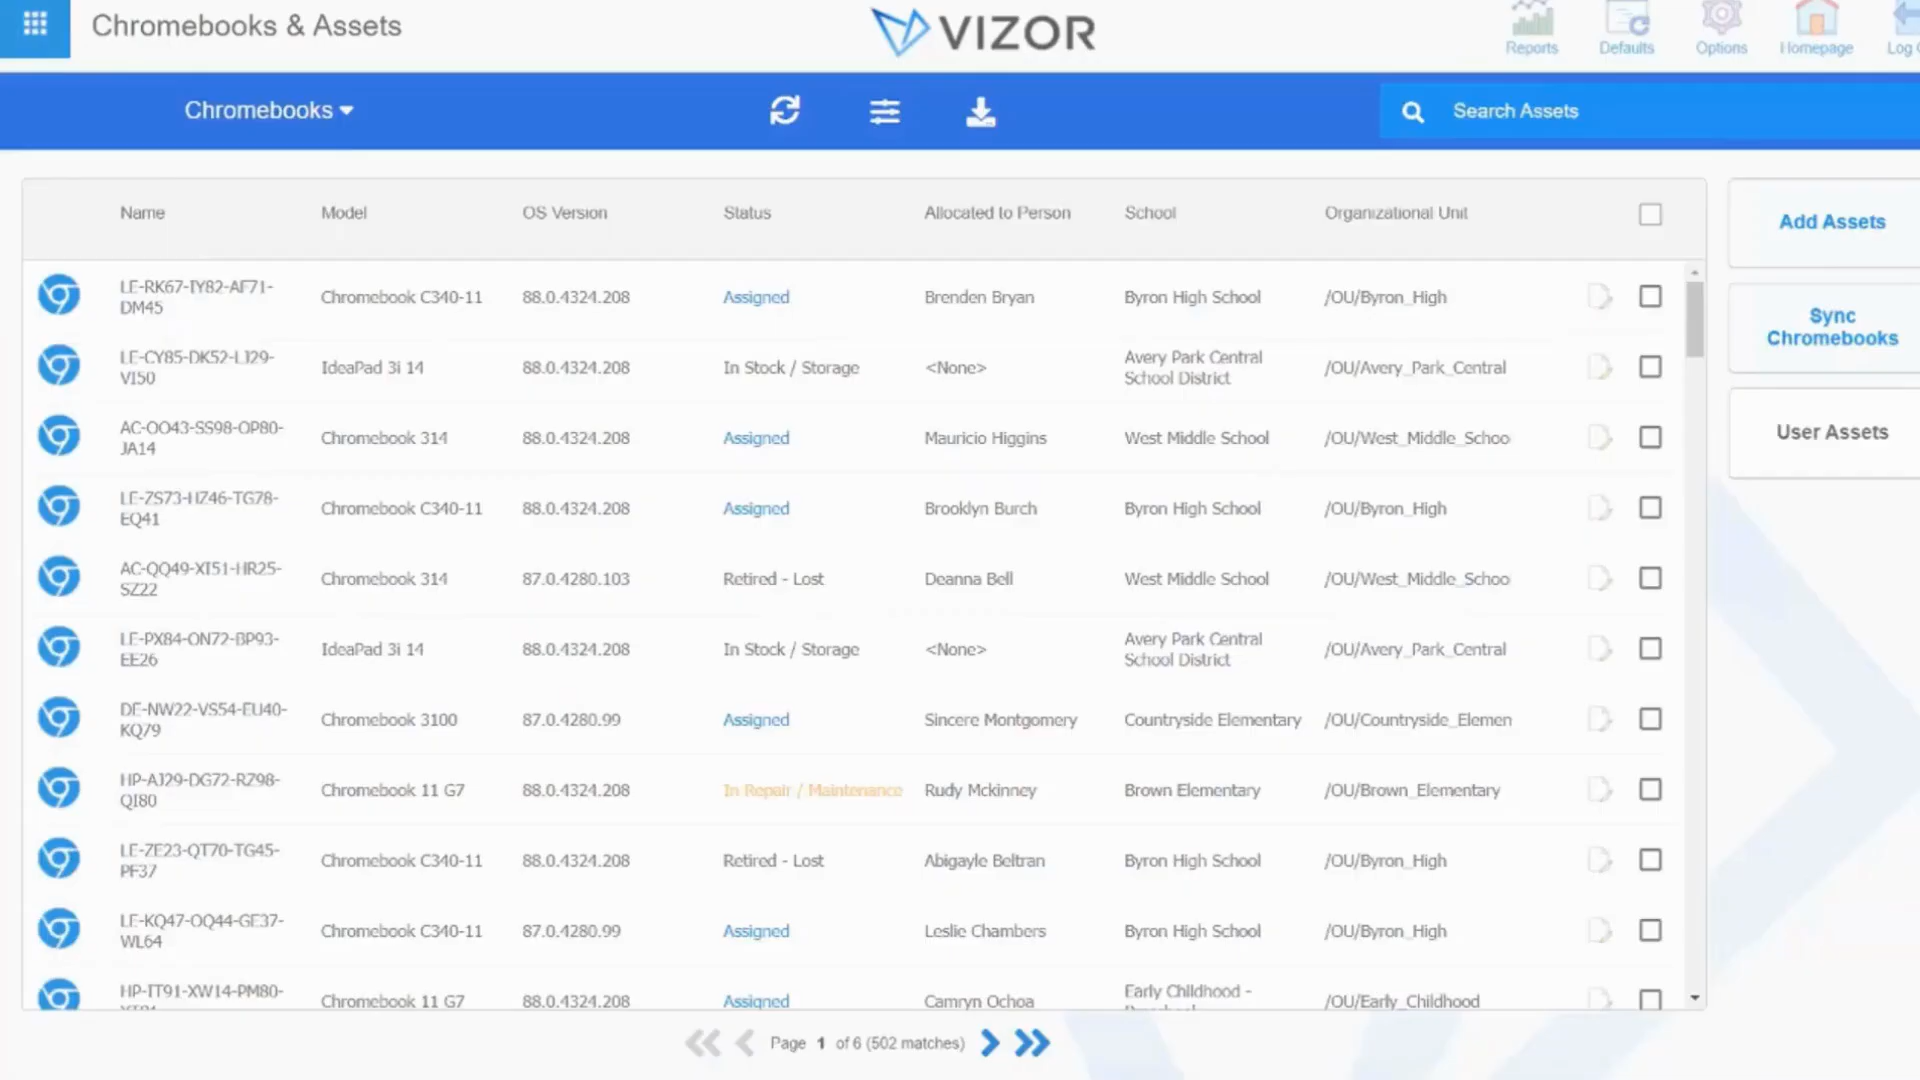 Chromebooks & Assets
VIZOR
Reports
Defaults
Options
Homepage
Log
Chromebooks
Search Assets
Name Model OS Version Status Allocated to Person School Organizational Unit
LE-RK67-IY82-AF71-
DM45
Chromebook C340-11 88.0.4324.208 Assigned Brenden Bryan Byron High School /OU/Byron_High
LE-CY85-DK52-LJ29-
VI50
IdeaPad 3i 14 88.0.4324.208 In Stock / Storage <None>
Avery Park Central
School District
/OU/Avery_Park_Central
AC-OO43-SS98-OP80-
JA14
Chromebook 314 88.0.4324.208 Assigned Mauricio Higgins West Middle School /OU/West_Middle_Schoo
LE-ZS73-HZ46-TG78-
EQ41
Chromebook C340-11 88.0.4324.208 Assigned Brooklyn Burch Byron High School /OU/Byron_High
AC-QQ49-XI51-HR25-
SZ22
Chromebook 314 87.0.4280.103 Retired - Lost Deanna Bell West Middle School /OU/West_Middle_Schoo
LE-PX84-ON72-BP93-
EE26
IdeaPad 3i 14 88.0.4324.208 In Stock / Storage <None>
Avery Park Central
School District
/OU/Avery_Park_Central
DE-NW22-VS54-EU40-
KQ79
Chromebook 3100 87.0.4280.99 Assigned Sincere Montgomery Countryside Elementary /OU/Countryside_Elemen
HP-AJ29-DG72-RZ98-
QI80
Chromebook 11 G7 88.0.4324.208 In Repair / Maintenance Rudy Mckinney Brown Elementary /OU/Brown_Elementary
LE-ZE23-QT70-TG45-
PF37
Chromebook C340-11 88.0.4324.208 Retired - Lost Abigayle Beltran Byron High School /OU/Byron_High
LE-KQ47-OQ44-GE37-
WL64
Chromebook C340-11 87.0.4280.99 Assigned Leslie Chambers Byron High School /OU/Byron_High
HP-IT91-XW14-PM80-
Chromebook 11 G7 88.0.4324.208 Assigned Camryn Ochoa
Early Childhood -
/OU/Early_Childhood
Add Assets
Sync
Chromebooks
User Assets
Page 1 of 6 (502 matches)